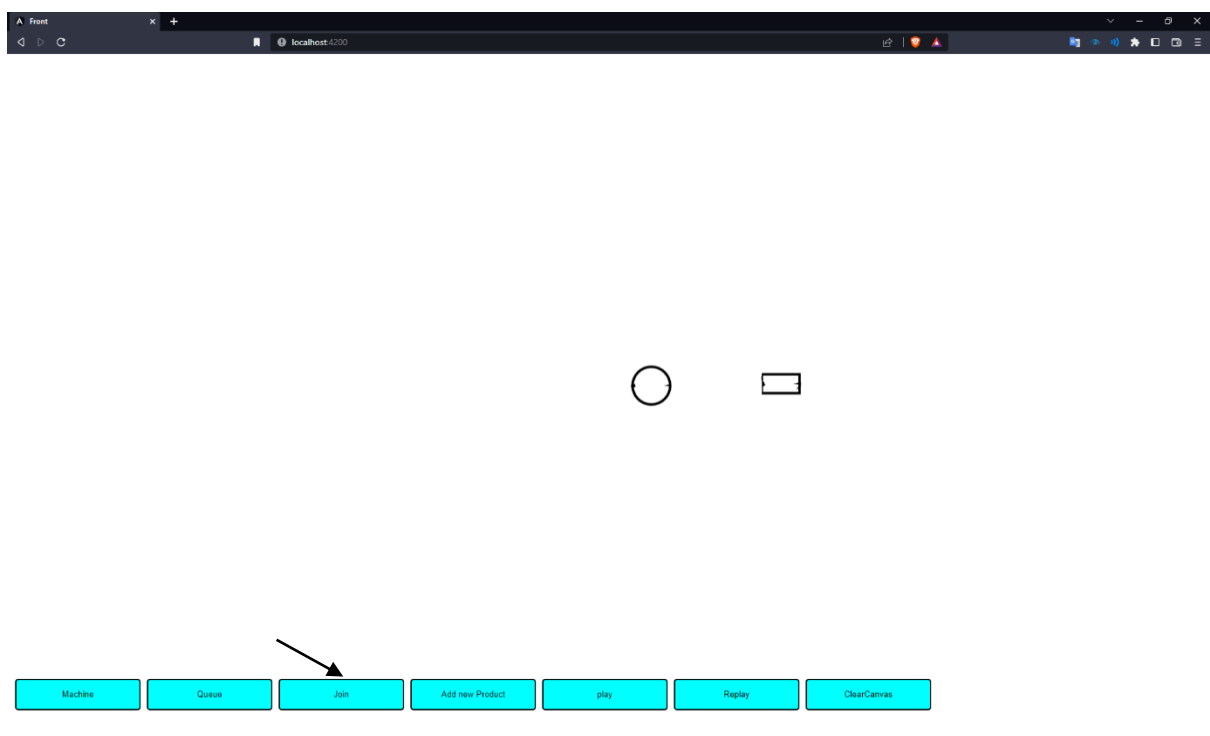 Front
localhost:4200
Machine
Queue
Join
Add new Product
play
Replay
ClearCanvas